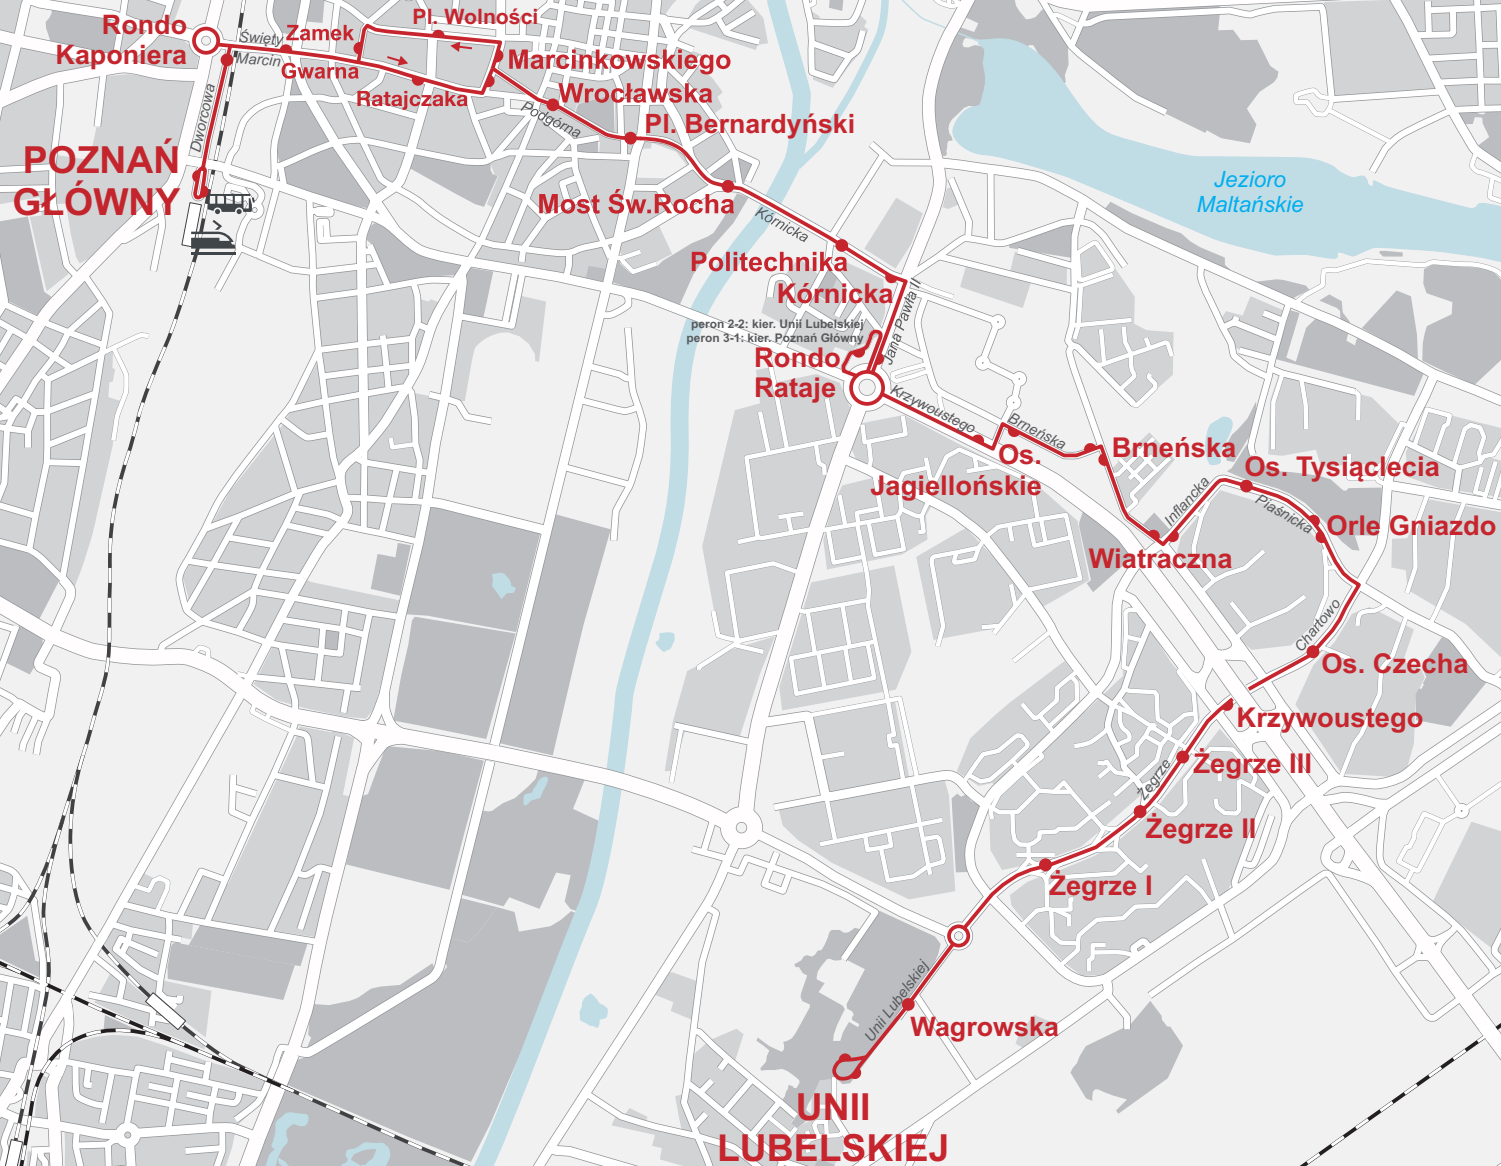 Rondo
Kaponiera
Święty
Marcin
Zamek
Gwarna
Pl. Wolności
Marcinkowskiego
Ratajczaka
Wrocławska
Podgórna
Pl. Bernardyński
Dworcowa
POZNAŃ
GŁÓWNY
Most Św.Rocha
Kórnicka
Jezioro
Maltańskie
Politechnika
Kórnicka
Jana Pawła II
peron 2-2: kier. Unii Lubelskiej
peron 3-1: kier. Poznań Główny
Rondo
Rataje
Krzywoustego
Brneńska
Os.
Jagiellońskie
Brneńska
Os. Tysiąclecia
Inflancka
Piaśnicka
Orle Gniazdo
Wiatraczna
Chartowo
Os. Czecha
Krzywoustego
Żegrze III
Żegrze
Żegrze II
Żegrze I
Unii Lubelskiej
Wagrowska
UNII
LUBELSKIEJ